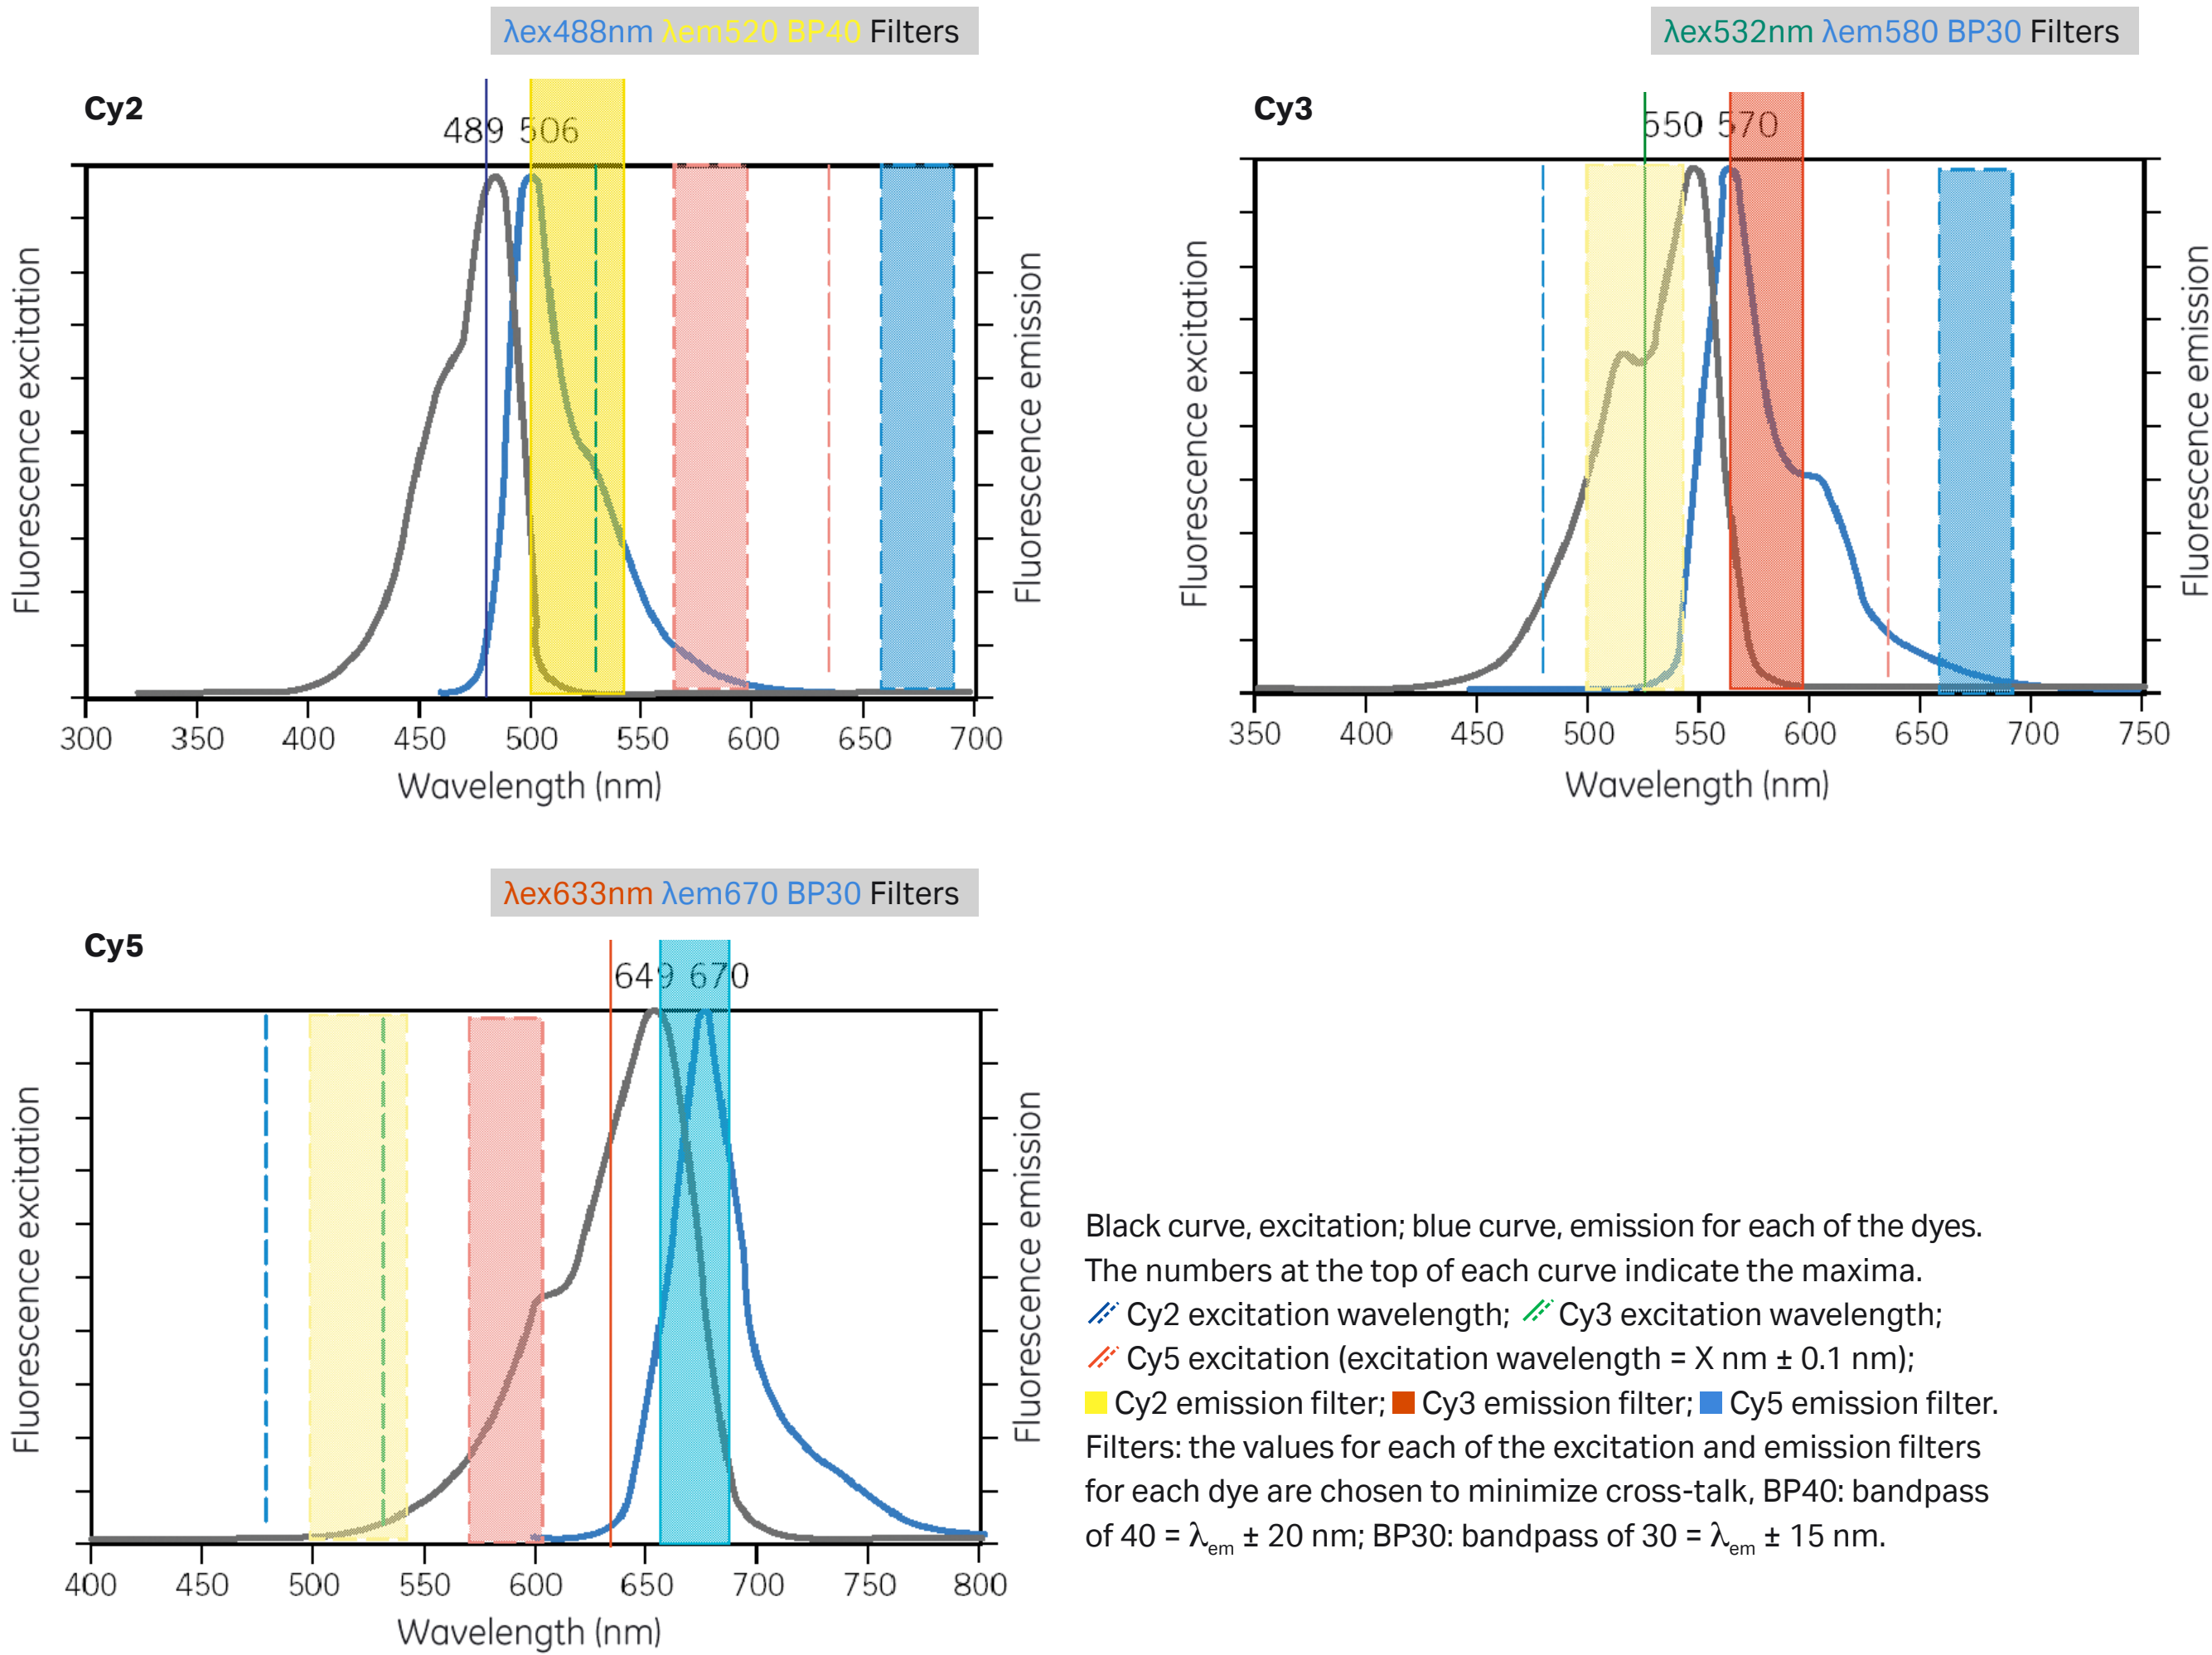 λex488nm λem520 BP40 Filters
Cy2
489 506
Fluorescence excitation
Fluorescence emission
300 350 400 450 500 550 600 650 700
Wavelength (nm)
λex532nm λem580 BP30 Filters
Cy3
550 570
Fluorescence excitation
Fluorescence emission
350 400 450 500 550 600 650 700 750
Wavelength (nm)
λex633nm λem670 BP30 Filters
Cy5
649 670
Fluorescence excitation
Fluorescence emission
400 450 500 550 600 650 700 750 800
Wavelength (nm)
Black curve, excitation; blue curve, emission for each of the dyes.
The numbers at the top of each curve indicate the maxima.
Cy2 excitation wavelength; Cy3 excitation wavelength;
Cy5 excitation (excitation wavelength = X nm ± 0.1 nm);
Cy2 emission filter; Cy3 emission filter; Cy5 emission filter.
Filters: the values for each of the excitation and emission filters
for each dye are chosen to minimize cross-talk, BP40: bandpass
of 40 = λem ± 20 nm; BP30: bandpass of 30 = λem ± 15 nm.